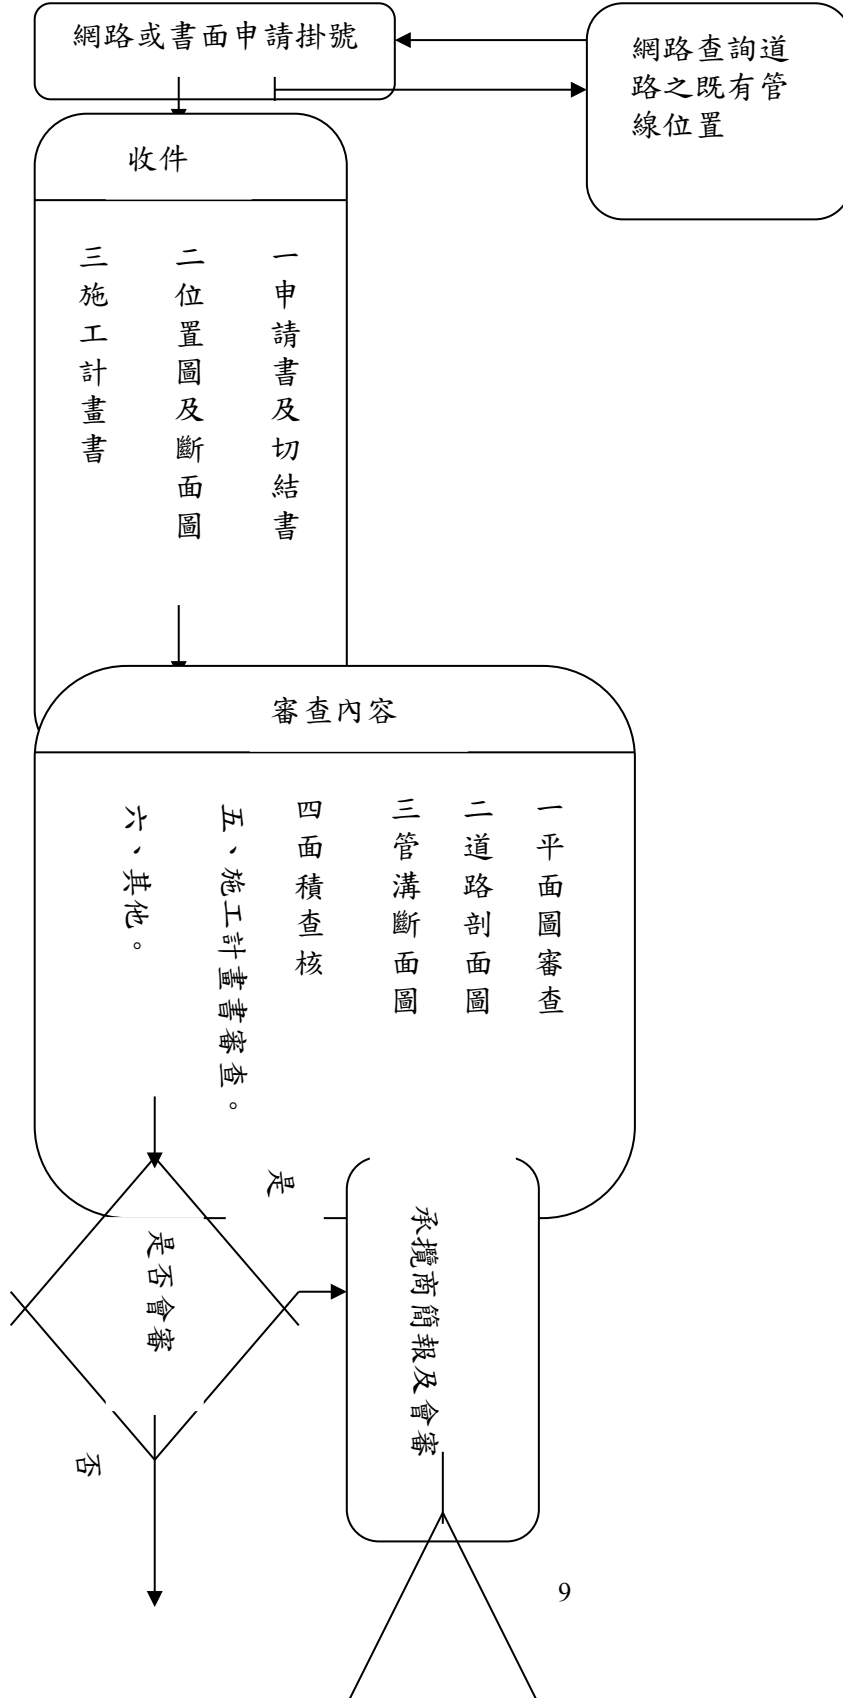 網路或書面申請掛號
網路查詢道
路之既有管
線位置
收件
一申請書及切結書
二位置圖及斷面圖
三施工計畫書
審查內容
一平面圖審查
二道路剖面圖
三管溝斷面圖
四面積查核
五、施工計畫書審查。
六、其他。
是
是否會審
承攬商簡報及會審
否
9